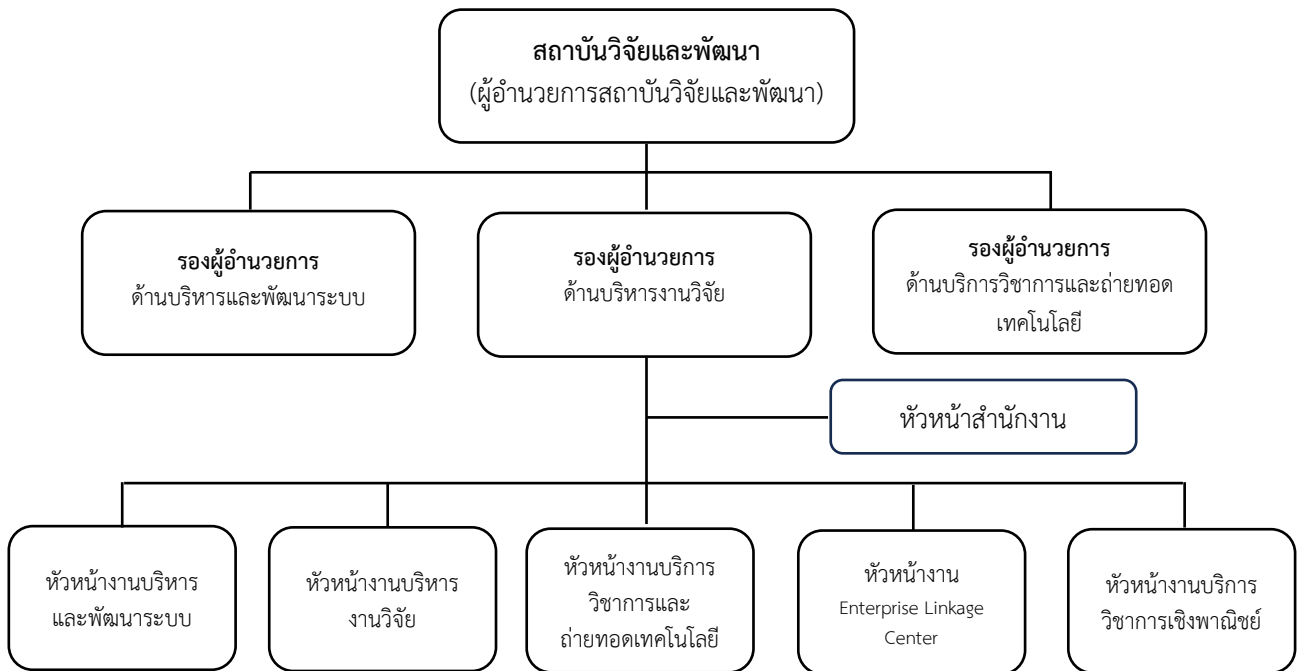 สถาบันวิจัยและพัฒนา
(ผู้อำนวยการสถาบันวิจัยและพัฒนา)
รองผู้อำนวยการ
ด้านบริหารและพัฒนาระบบ
รองผู้อำนวยการ
ด้านบริหารงานวิจัย
รองผู้อำนวยการ
ด้านบริการวิชาการและถ่ายทอด
เทคโนโลยี
หัวหน้าสำนักงาน
หัวหน้างานบริหาร
และพัฒนาระบบ
หัวหน้างานบริหาร
งานวิจัย
หัวหน้างานบริการ
วิชาการและ
ถ่ายทอดเทคโนโลยี
หัวหน้างาน
Enterprise Linkage
Center
หัวหน้างานบริการ
วิชาการเชิงพาณิชย์